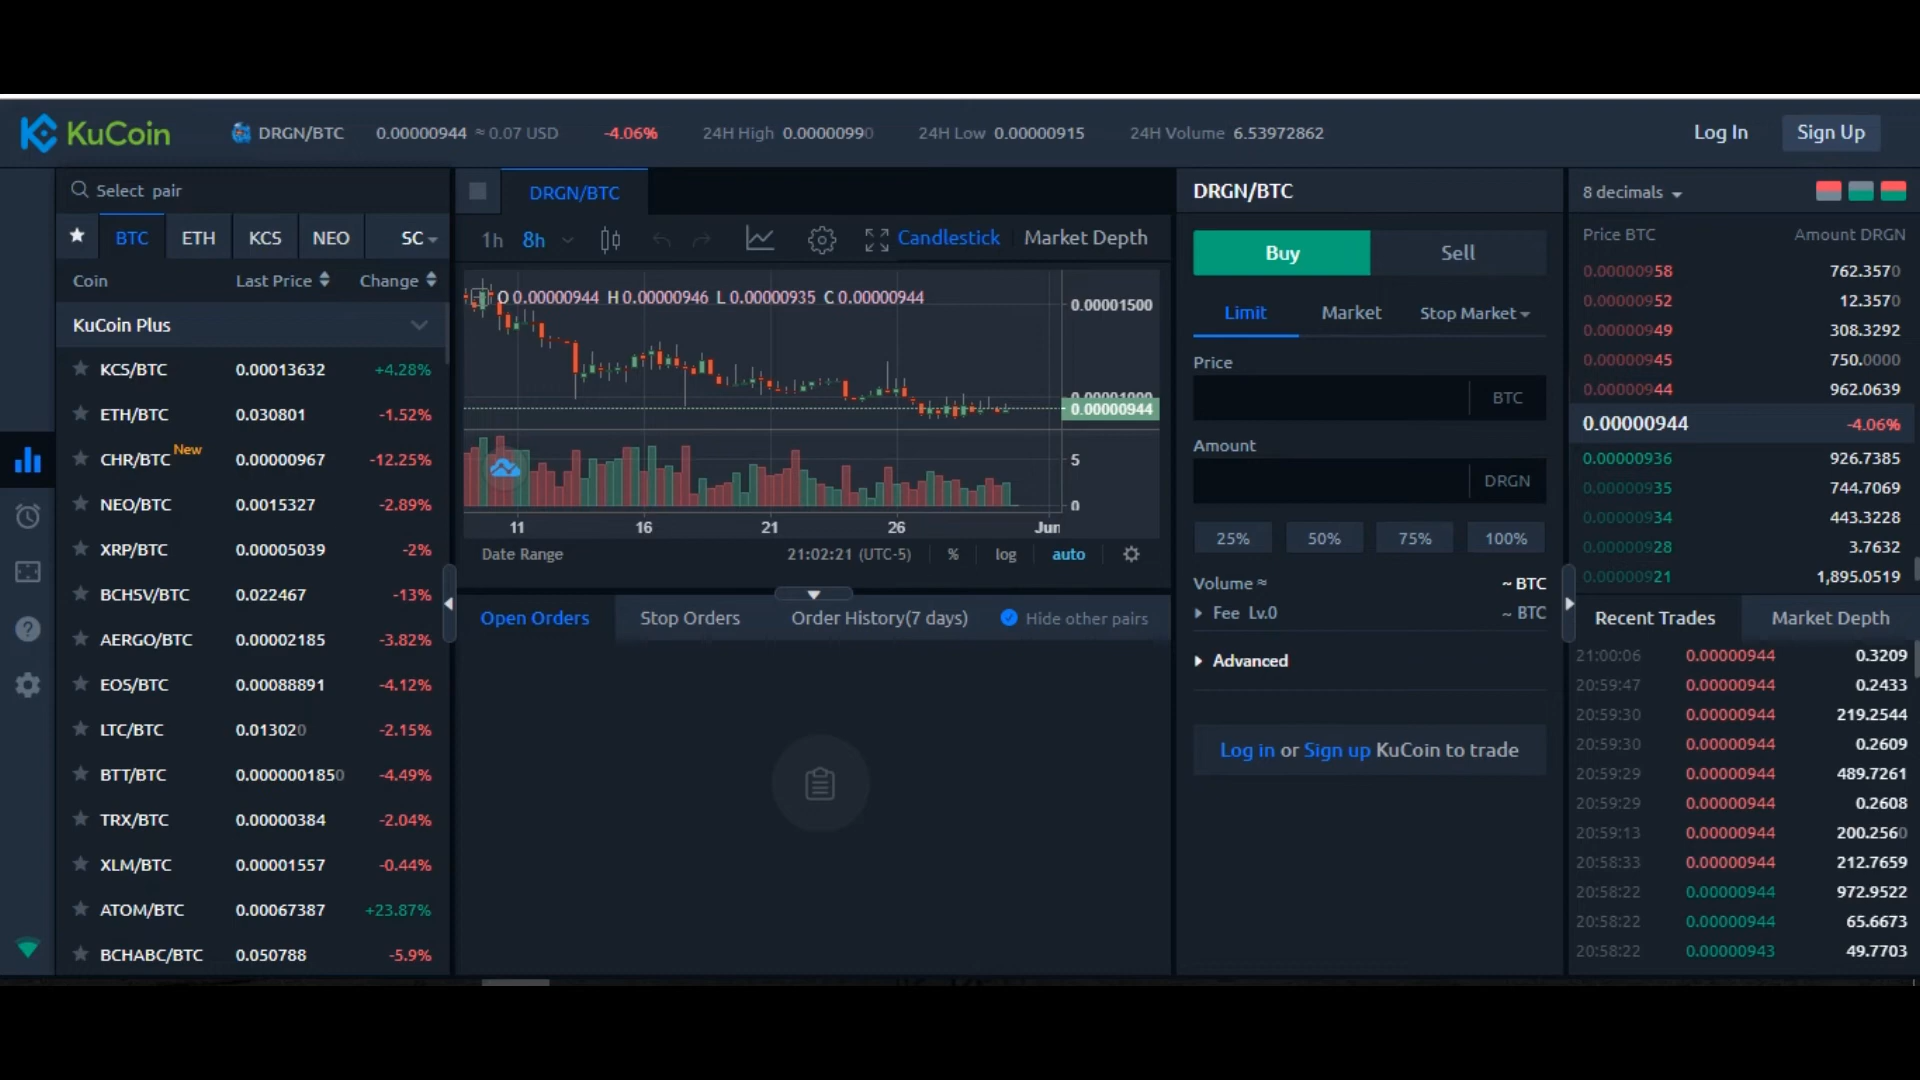 KuCoin
DRGN/BTC 0.00000944 ≈ 0.07 USD -4.06% 24H High 0.00000990 24H Low 0.00000915 24H Volume 6.53972862
Log In Sign Up
Select pair
BTC ETH KCS NEO SC
Coin Last Price Change
KuCoin Plus
KCS/BTC 0.00013632 +4.28%
ETH/BTC 0.030801 -1.52%
CHR/BTC New 0.00000967 -12.25%
NEO/BTC 0.0015327 -2.89%
XRP/BTC 0.00005039 -2%
BCHSV/BTC 0.022467 -13%
AERGO/BTC 0.00002185 -3.82%
EOS/BTC 0.00088891 -4.12%
LTC/BTC 0.013020 -2.15%
BTT/BTC 0.0000001850 -4.49%
TRX/BTC 0.00000384 -2.04%
XLM/BTC 0.00001557 -0.44%
ATOM/BTC 0.00067387 +23.87%
BCHABC/BTC 0.050788 -5.9%
DRGN/BTC
1h 8h Candlestick Market Depth
O 0.00000944 H 0.00000946 L 0.00000935 C 0.00000944
0.00001500
0.00001000
0.00000944
5
0
11 16 21 26 Jun
Date Range 21:02:21 (UTC-5) % log auto
Open Orders Stop Orders Order History(7 days) Hide other pairs
DRGN/BTC
Buy Sell
Limit Market Stop Market
Price
BTC
Amount
DRGN
25% 50% 75% 100%
Volume ≈ ~ BTC
Fee Lv.0 ~ BTC
Advanced
Log in or Sign up KuCoin to trade
8 decimals
Price BTC Amount DRGN
0.00000958 762.3570
0.00000952 12.3570
0.00000949 308.3292
0.00000945 750.0000
0.00000944 962.0639
0.00000944 -4.06%
0.00000936 926.7385
0.00000935 744.7069
0.00000934 443.3228
0.00000928 3.7632
0.00000921 1,895.0519
Recent Trades Market Depth
21:00:06 0.00000944 0.3209
20:59:47 0.00000944 0.2433
20:59:30 0.00000944 219.2544
20:59:30 0.00000944 0.2609
20:59:29 0.00000944 489.7261
20:59:29 0.00000944 0.2608
20:59:13 0.00000944 200.2560
20:58:33 0.00000944 212.7659
20:58:22 0.00000944 972.9522
20:58:22 0.00000944 65.6673
20:58:22 0.00000943 49.7703